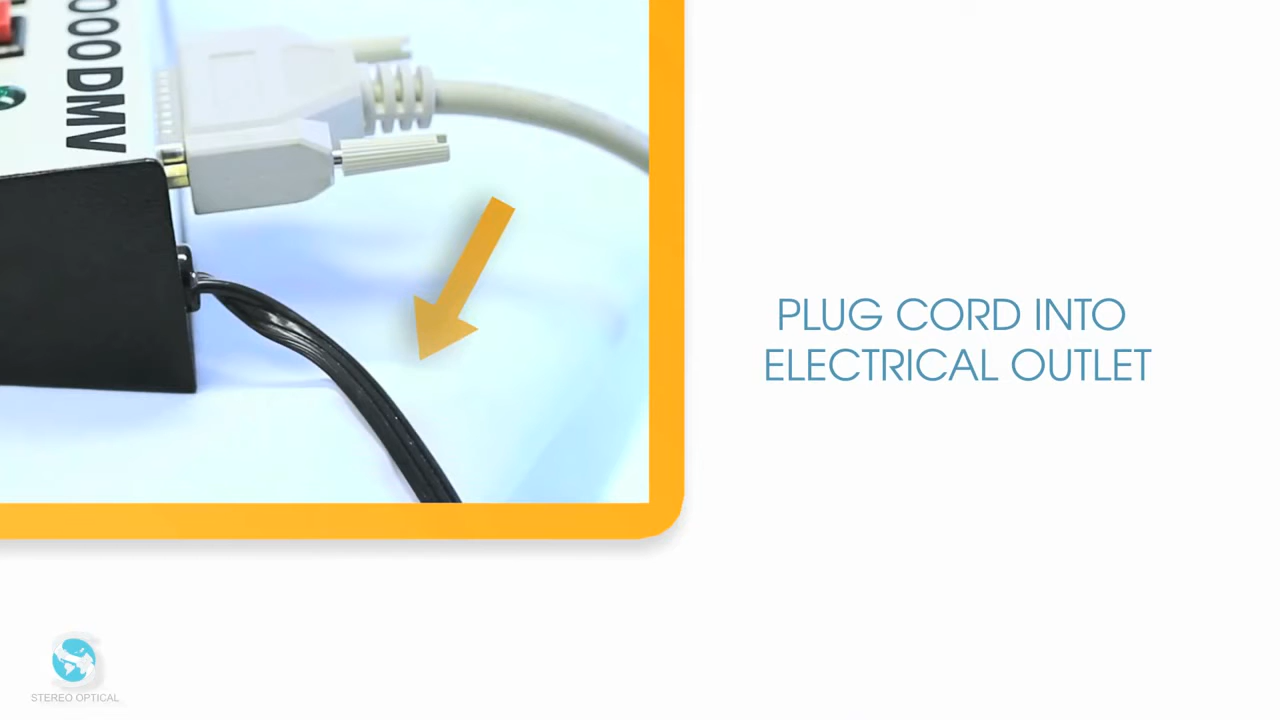 000DMV
PLUG CORD INTO
ELECTRICAL OUTLET
STEREO OPTICAL